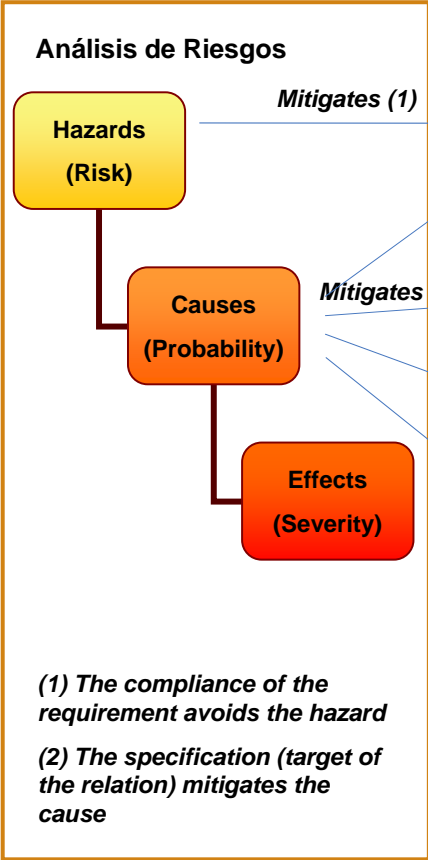 Análisis de Riesgos
Mitigates (1)
Hazards
(Risk)
Causes
(Probability)
Mitigates
Effects
(Severity)
(1) The compliance of the
requirement avoids the hazard
(2) The specification (target of
the relation) mitigates the
cause